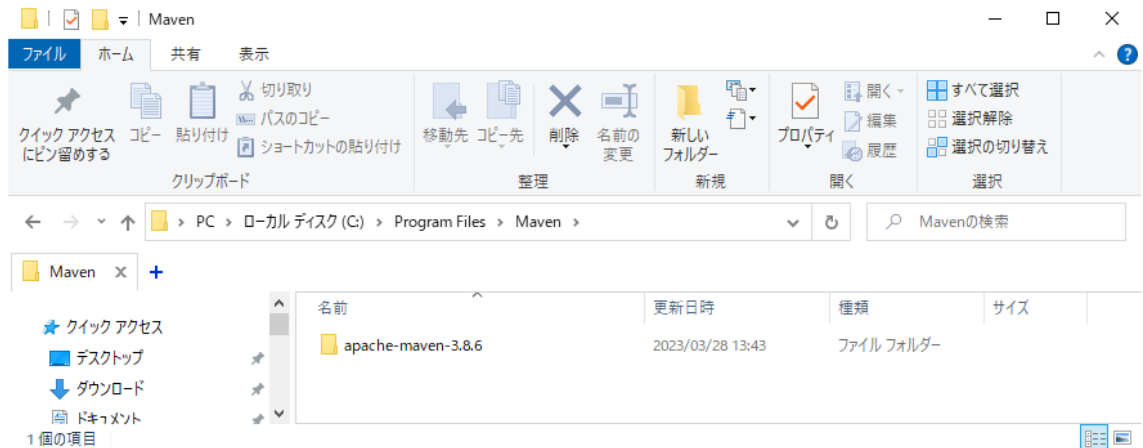 Maven
ファイル ホーム 共有 表示
クイック アクセス
にピン留めする
コピー
貼り付け
切り取り
パスのコピー
ショートカットの貼り付け
クリップボード
移動先
コピー先
削除
名前の
変更
整理
新しい
フォルダー
新規
プロパティ
開く
編集
履歴
開く
すべて選択
選択解除
選択の切り替え
選択
PC > ローカル ディスク (C:) > Program Files > Maven >
Mavenの検索
Maven
名前 更新日時 種類 サイズ
クイック アクセス
デスクトップ
ダウンロード
ドキュメント
apache-maven-3.8.6 2023/03/28 13:43 ファイル フォルダー
1 個の項目